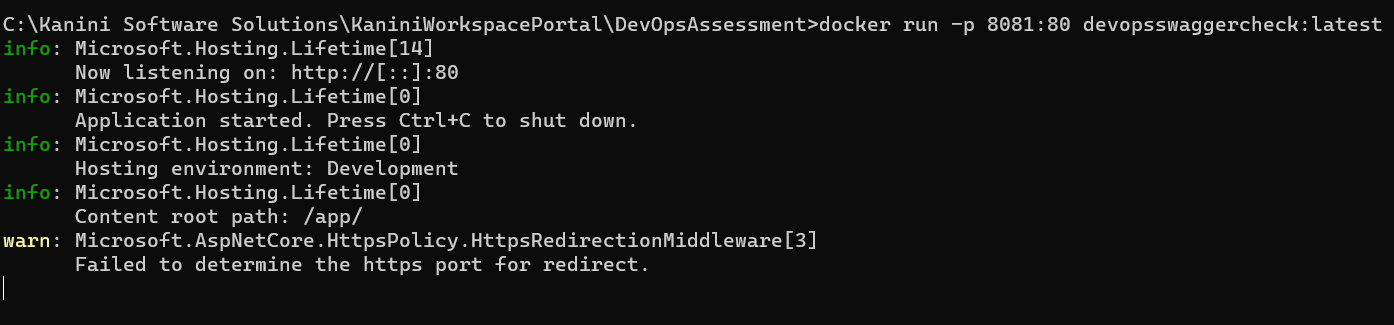 C:\Kanini Software Solutions\KaniniWorkspacePortal\DevOpsAssessment>docker run -p 8081:80 devopsswaggercheck:latest
info: Microsoft.Hosting.Lifetime[14]
      Now listening on: http://[::]:80
info: Microsoft.Hosting.Lifetime[0]
      Application started. Press Ctrl+C to shut down.
info: Microsoft.Hosting.Lifetime[0]
      Hosting environment: Development
info: Microsoft.Hosting.Lifetime[0]
      Content root path: /app/
warn: Microsoft.AspNetCore.HttpsPolicy.HttpsRedirectionMiddleware[3]
      Failed to determine the https port for redirect.